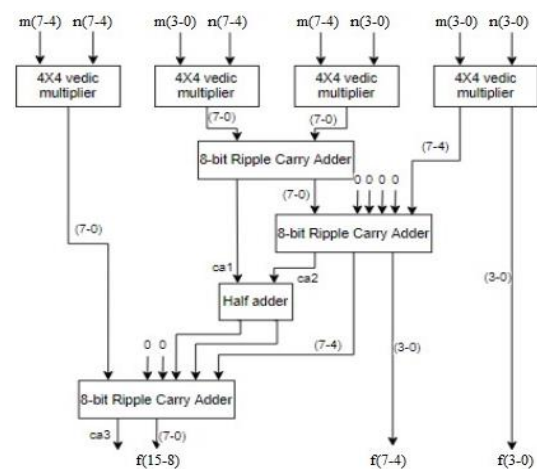 m(7-4) n(7-4) m(7-4) n(3-0) m(3-0) n(7-4) m(3-0) n(3-0)
4X4 vedic multiplier
4X4 vedic multiplier
4X4 vedic multiplier
4X4 vedic multiplier
(7-0)
(7-0)
8-bit Ripple Carry Adder
(7-4)
(7-0)
0 0 0 0
8-bit Ripple Carry Adder
(7-0)
ca1
ca2
(3-0)
Half adder
0 0
(7-4)
(3-0)
8-bit Ripple Carry Adder
ca3
(7-0)
f(15-8)
f(7-4)
f(3-0)